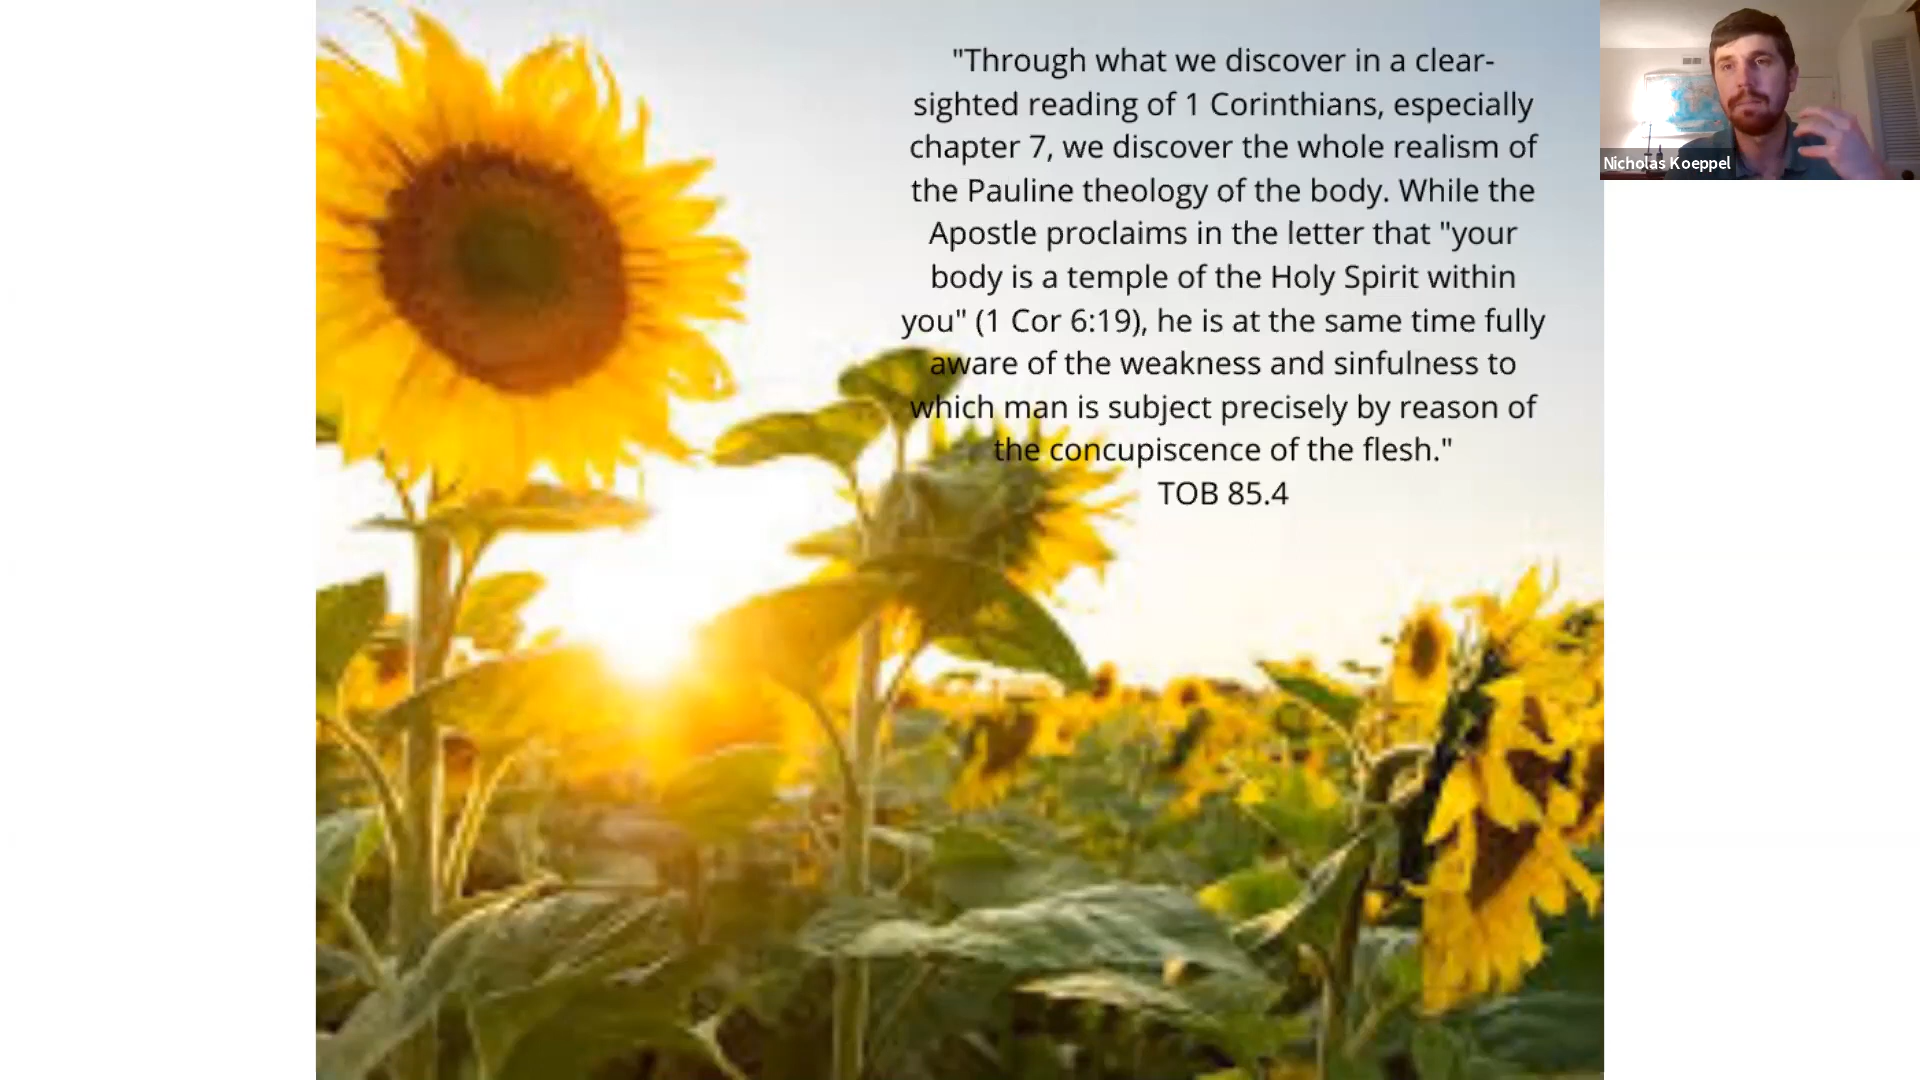 "Through what we discover in a clear-
sighted reading of 1 Corinthians, especially
chapter 7, we discover the whole realism of
the Pauline theology of the body. While the
Apostle proclaims in the letter that "your
body is a temple of the Holy Spirit within
you" (1 Cor 6:19), he is at the same time fully
aware of the weakness and sinfulness to
which man is subject precisely by reason of
the concupiscence of the flesh."
TOB 85.4
Nicholas Koeppel